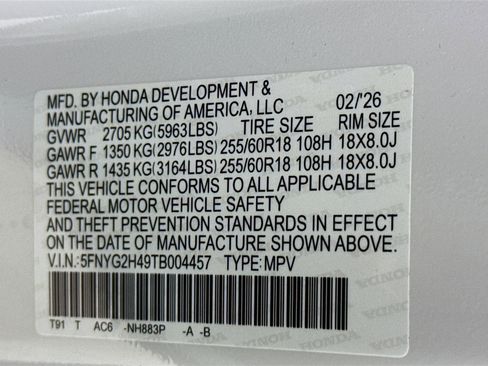 MFD. BY HONDA DEVELOPMENT &
MANUFACTURING OF AMERICA, LLC 02/'26
GVWR 2705 KG(5963LBS) TIRE SIZE RIM SIZE
GAWR F 1350 KG(2976LBS) 255/60R18 108H 18X8.0J
GAWR R 1435 KG(3164LBS) 255/60R18 108H 18X8.0J
THIS VEHICLE CONFORMS TO ALL APPLICABLE
FEDERAL MOTOR VEHICLE SAFETY
AND THEFT PREVENTION STANDARDS IN EFFECT
ON THE DATE OF MANUFACTURE SHOWN ABOVE.
V.I.N.:5FNYG2H49TB004457 TYPE:MPV
T91 T AC6 -NH883P -A -B
HONDA HONDA